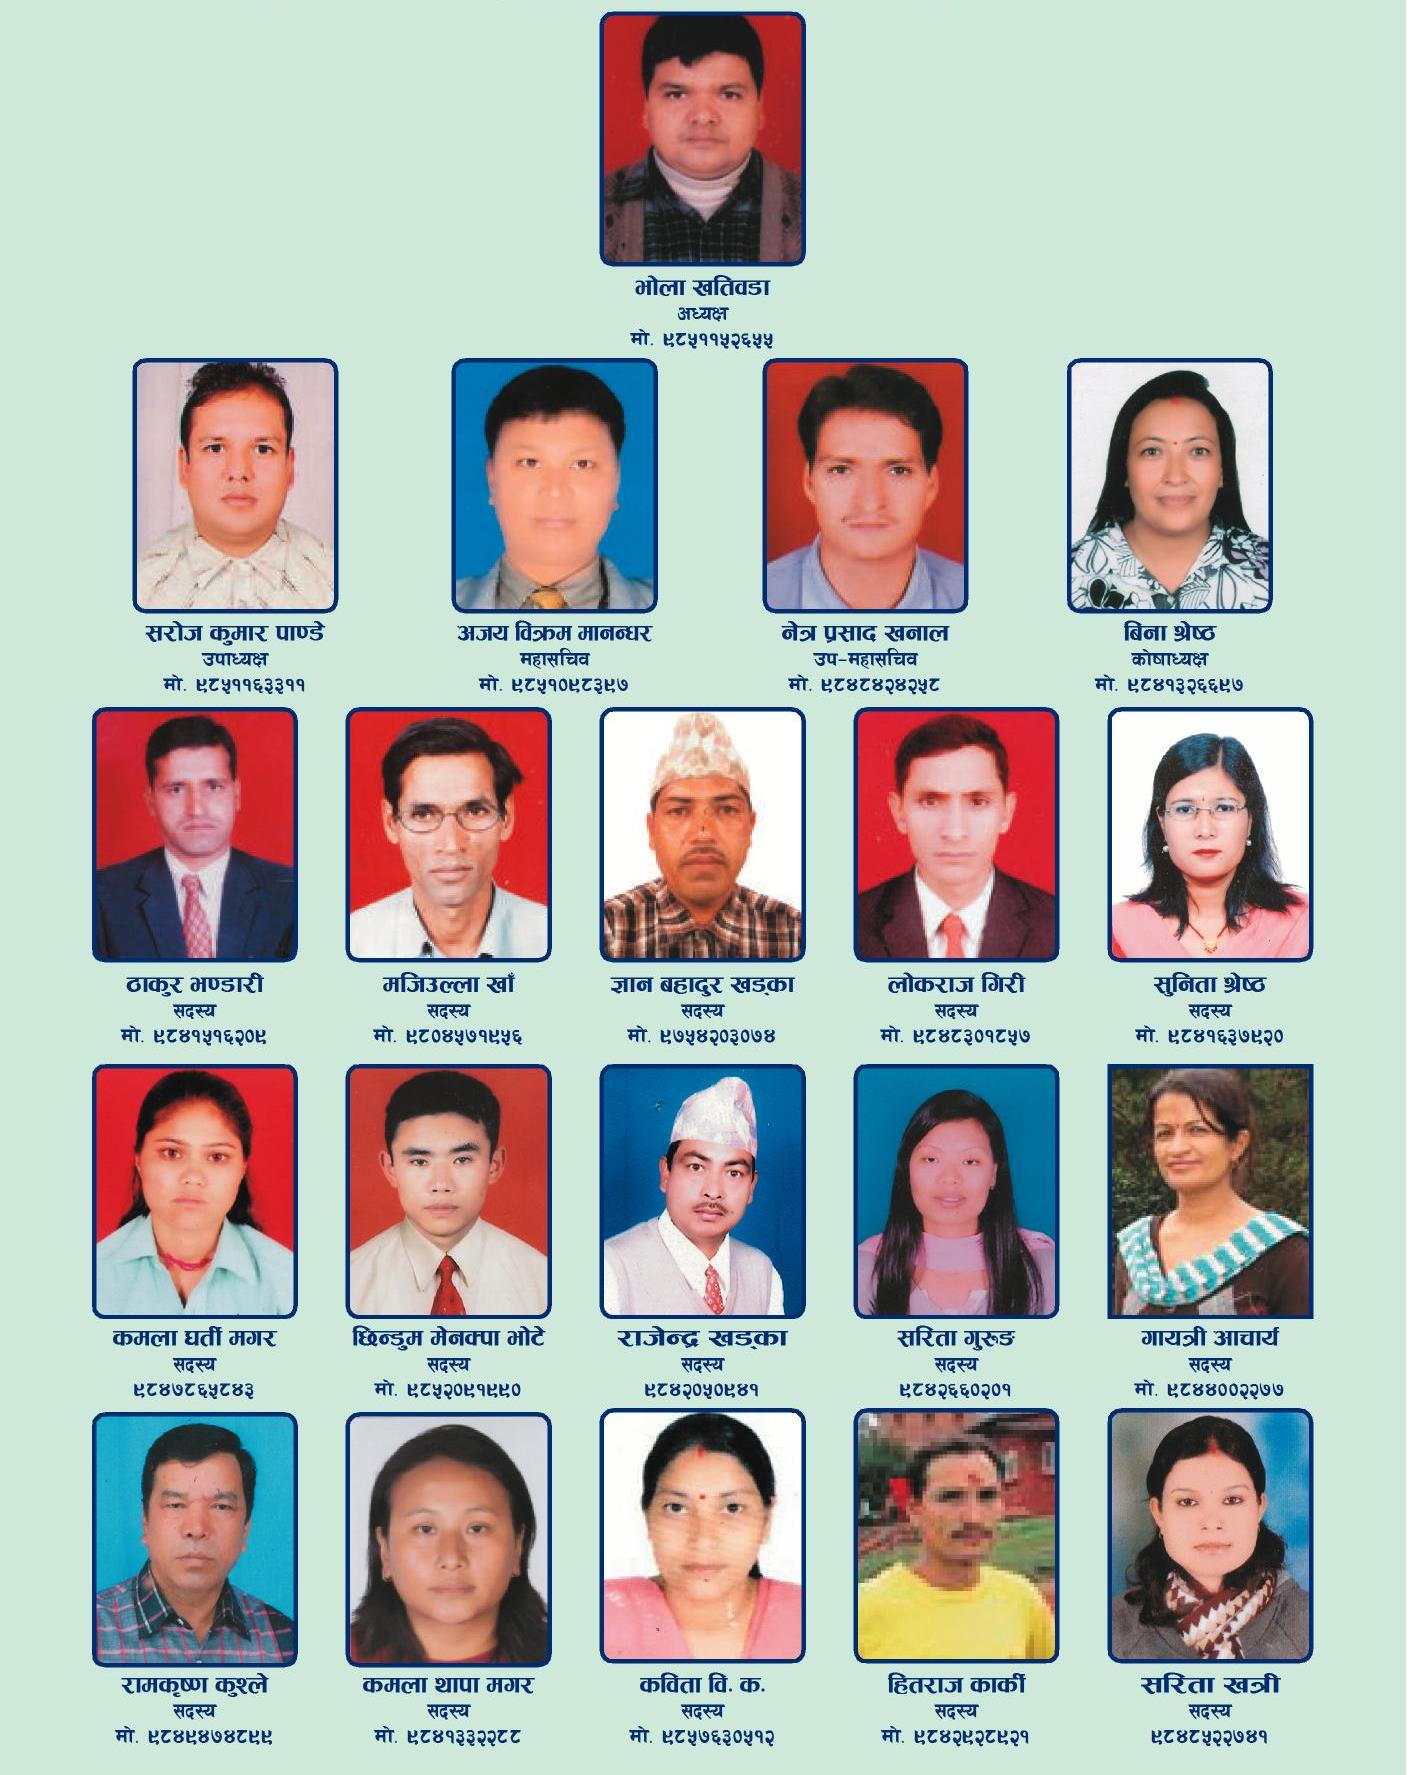 भोला खतिवडा
अध्यक्ष
मो. ९८५११५२६५५
सरोज कुमार पाण्डे
उपाध्यक्ष
मो. ९८५११६३३११
अजय विक्रम मानन्धर
महासचिव
मो. ९८५१०९८३९७
नेत्र प्रसाद खनाल
उप-महासचिव
मो. ९८४८४२४२५८
बिना श्रेष्ठ
कोषाध्यक्ष
मो. ९८४१३२६६९७
ठाकुर भण्डारी
सदस्य
मो. ९८४१५१६२०९
मजिउल्ला खाँ
सदस्य
मो. ९८०४५७१९५६
ज्ञान बहादुर खड्का
सदस्य
मो. ९७५४२०३०७४
लोकराज गिरी
सदस्य
मो. ९८४८३०१८५७
सुनिता श्रेष्ठ
सदस्य
मो. ९८४१६३७९२०
कमला घर्ती मगर
सदस्य
९८४७८६५८४३
छिन्डुम मेनक्पा भोटे
सदस्य
मो. ९८५२०९१९९०
राजेन्द्र खड्का
सदस्य
९८४२०५०९४१
सरिता गुरुङ
सदस्य
९८४२६६०२०१
गायत्री आचार्य
सदस्य
मो. ९८४४००२२७७
रामकृष्ण कुश्ले
सदस्य
मो. ९८४९४७४८९९
कमला थापा मगर
सदस्य
मो. ९८४१३३२२८८
कविता वि. क.
सदस्य
मो. ९८५७६३०५१२
हितराज कार्की
सदस्य
मो. ९८४२९२८९२१
सरिता खत्री
सदस्य
९८४८५२२७४१